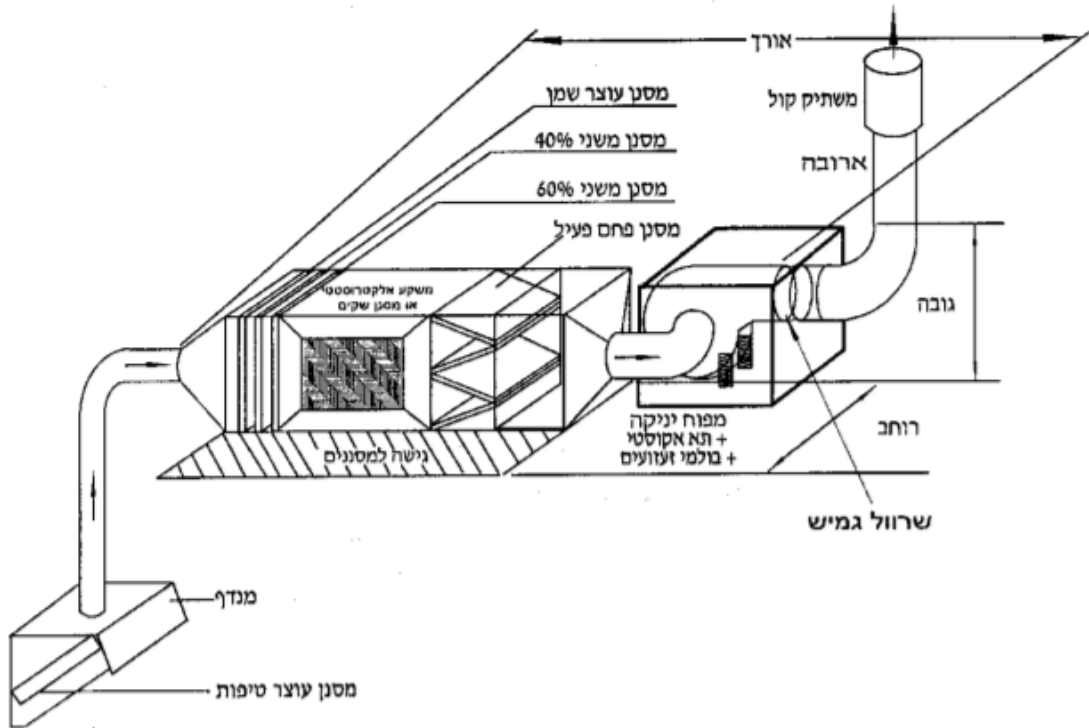 אורך
משתיק קול
מסנן עוצר שמן
מסנן משני 40%
ארובה
מסנן משני 60%
מסנן פחם פעיל
משקע אלקטרוסטטי
או מסנן שקים
גובה
מפוח יניקה
+ תא אקוסטי
+ בולמי זעזועים
רוחב
גישה למסננים
שרוול גמיש
מנדף
מסנן עוצר טיפות